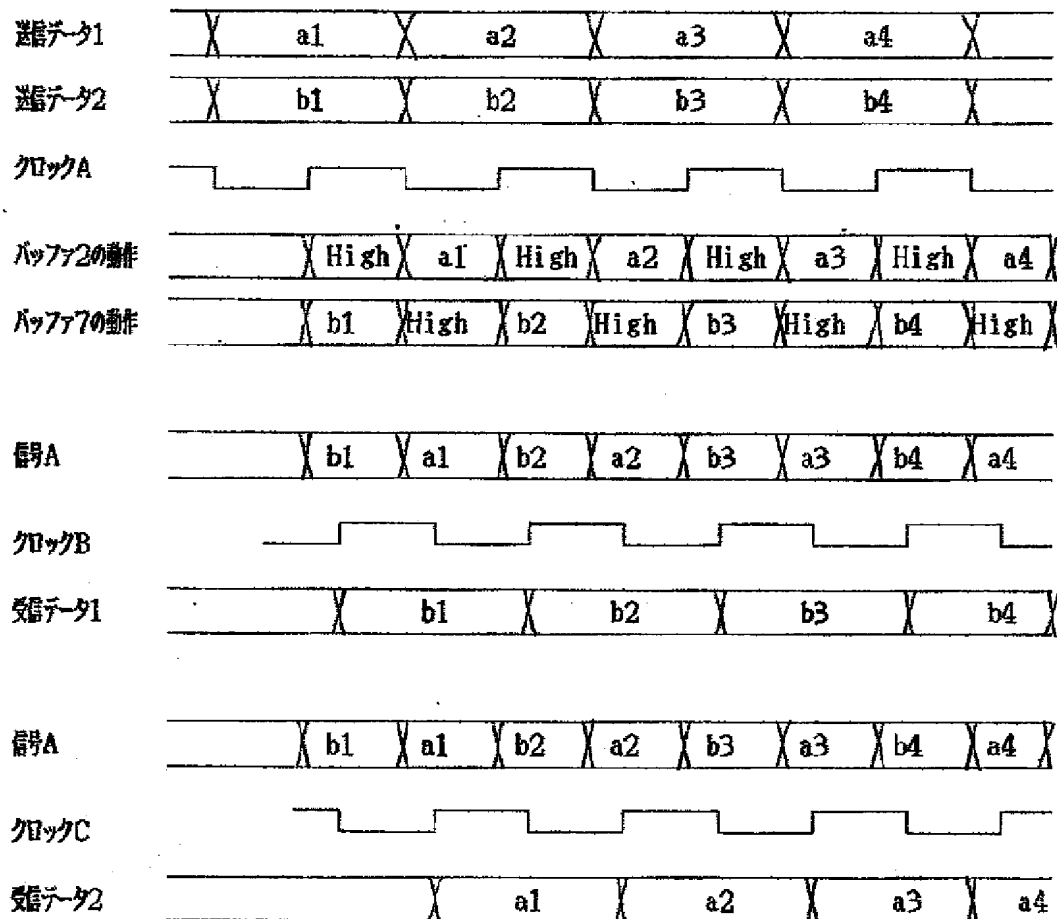 送信データ1 a1 a2 a3 a4
送信データ2 b1 b2 b3 b4
クロックA
バッファ2の動作 High a1 High a2 High a3 High a4
バッファ7の動作 b1 High b2 High b3 High b4 High
信号A b1 a1 b2 a2 b3 a3 b4 a4
クロックB
受信データ1 b1 b2 b3 b4
信号A b1 a1 b2 a2 b3 a3 b4 a4
クロックC
受信データ2 a1 a2 a3 a4